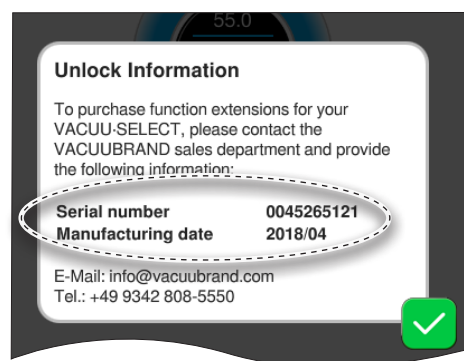 55.0
Unlock Information
To purchase function extensions for your
VACUU·SELECT, please contact the
VACUUBRAND sales department and provide
the following information:
Serial number 0045265121
Manufacturing date 2018/04
E-Mail: info@vacuubrand.com
Tel.: +49 9342 808-5550